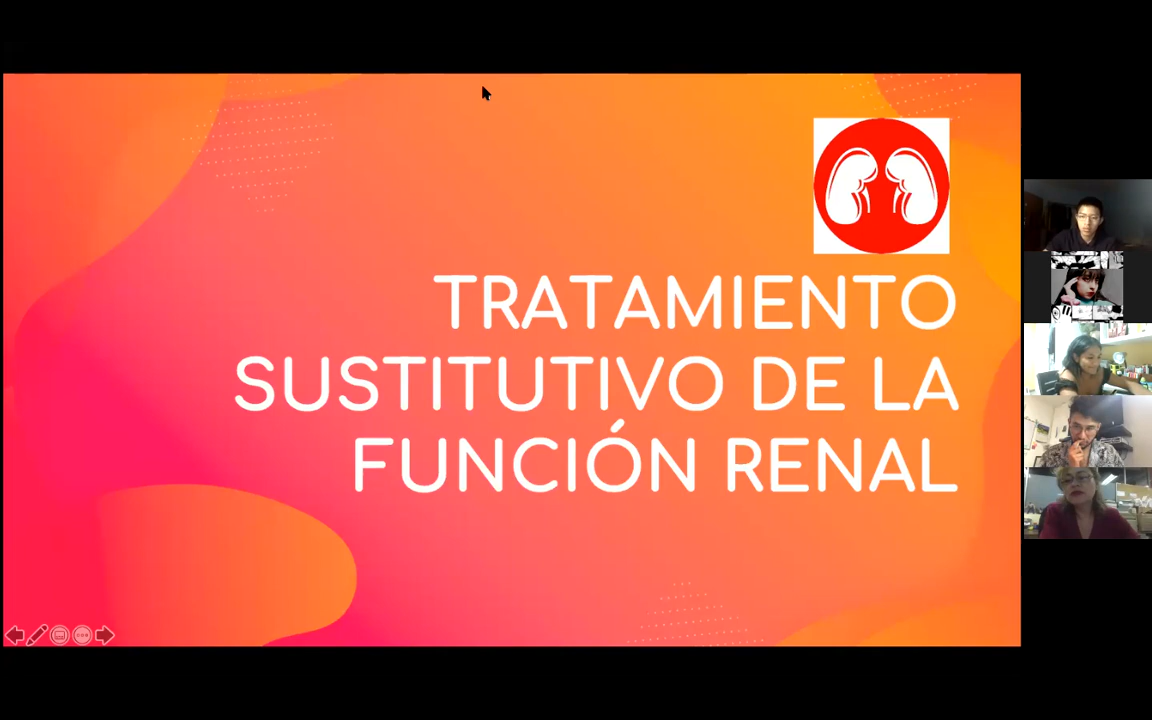 TRATAMIENTO
SUSTITUTIVO DE LA
FUNCIÓN RENAL